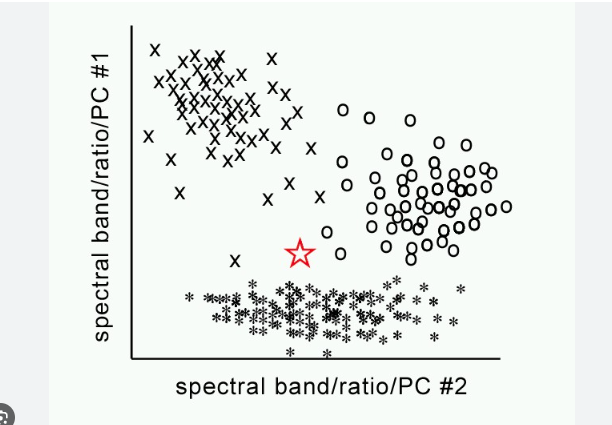 spectral band/ratio/PC #1
spectral band/ratio/PC #2